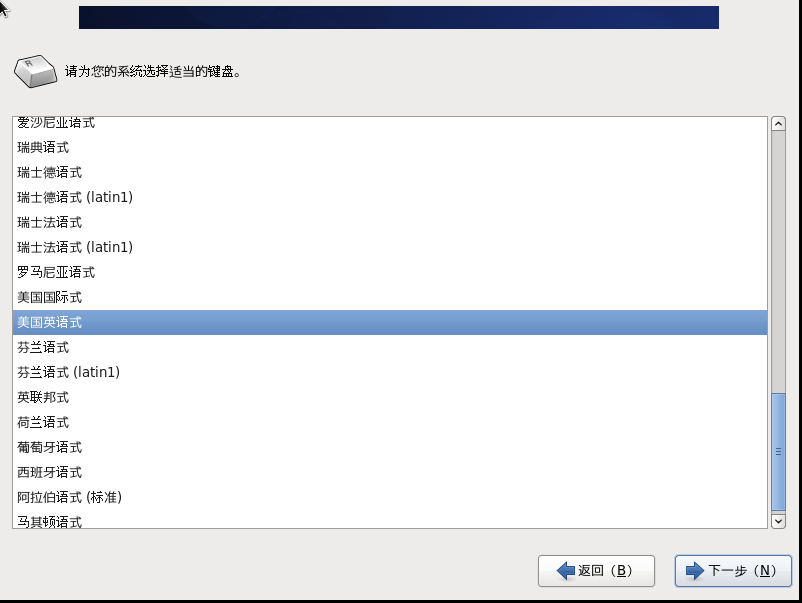 请为您的系统选择适当的键盘。
爱沙尼亚语式
瑞典语式
瑞士德语式
瑞士德语式 (latin1)
瑞士法语式
瑞士法语式 (latin1)
罗马尼亚语式
美国国际式
美国英语式
芬兰语式
芬兰语式 (latin1)
英联邦式
荷兰语式
葡萄牙语式
西班牙语式
阿拉伯语式 (标准)
马其顿语式
返回（B） 下一步（N）